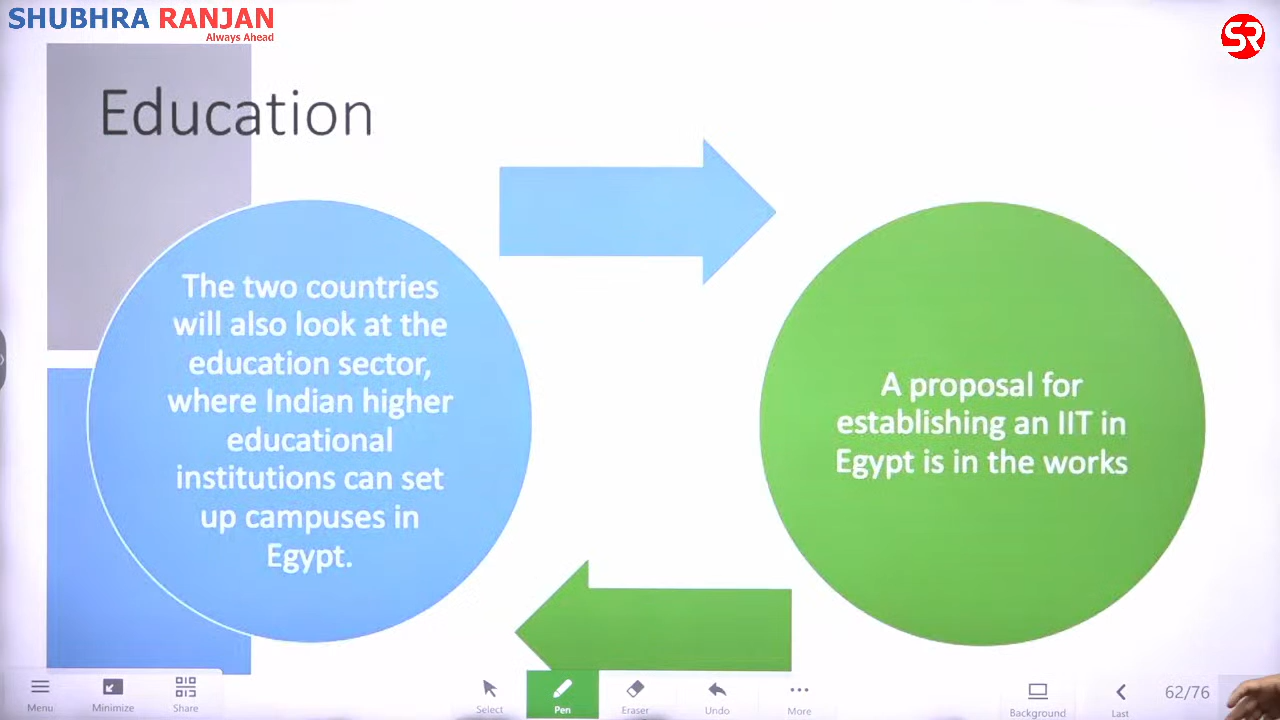 SHUBHRA RANJAN
Always Ahead
SR
Education
The two countries
will also look at the
education sector,
where Indian higher
educational
institutions can set
up campuses in
Egypt.
A proposal for
establishing an IIT in
Egypt is in the works
Menu
Minimize
Share
Select
Pen
Eraser
Undo
More
Background
Last
62/76